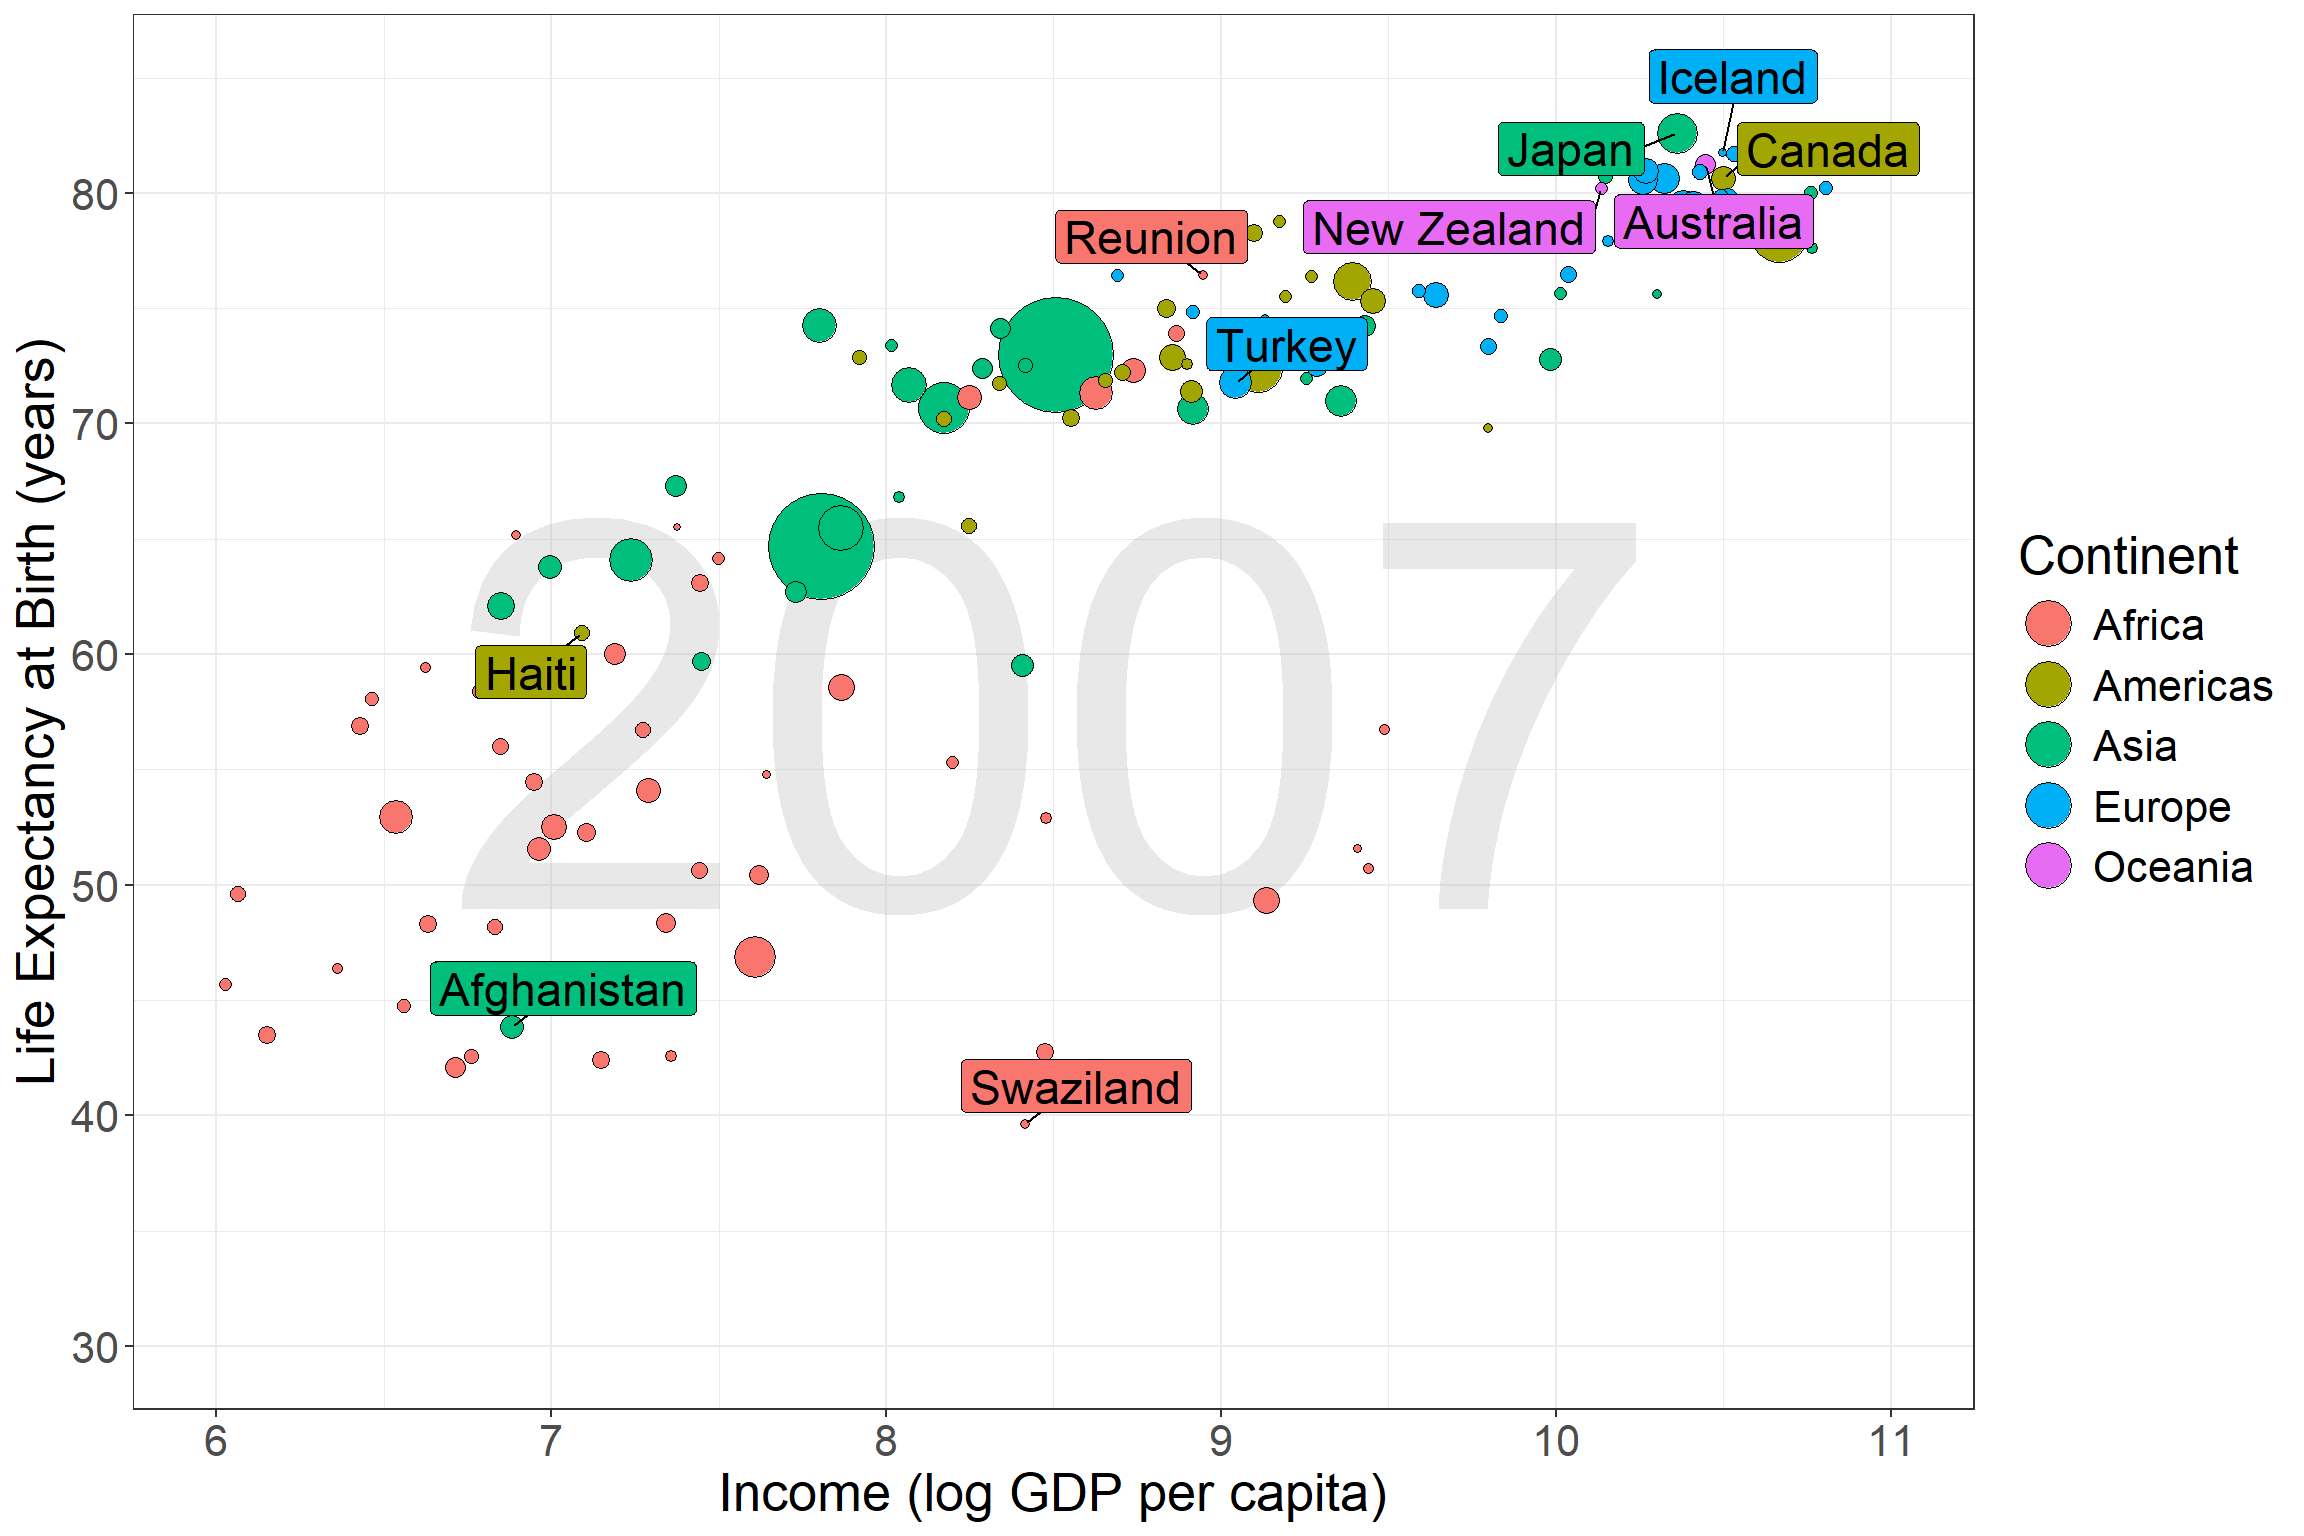 Iceland
Japan
Canada
80
Reunion
New Zealand
Australia
Turkey
70
2007
60
Haiti
50
Afghanistan
Swaziland
40
30
Life Expectancy at Birth (years)
6
7
8
9
10
11
Income (log GDP per capita)
Continent
Africa
Americas
Asia
Europe
Oceania